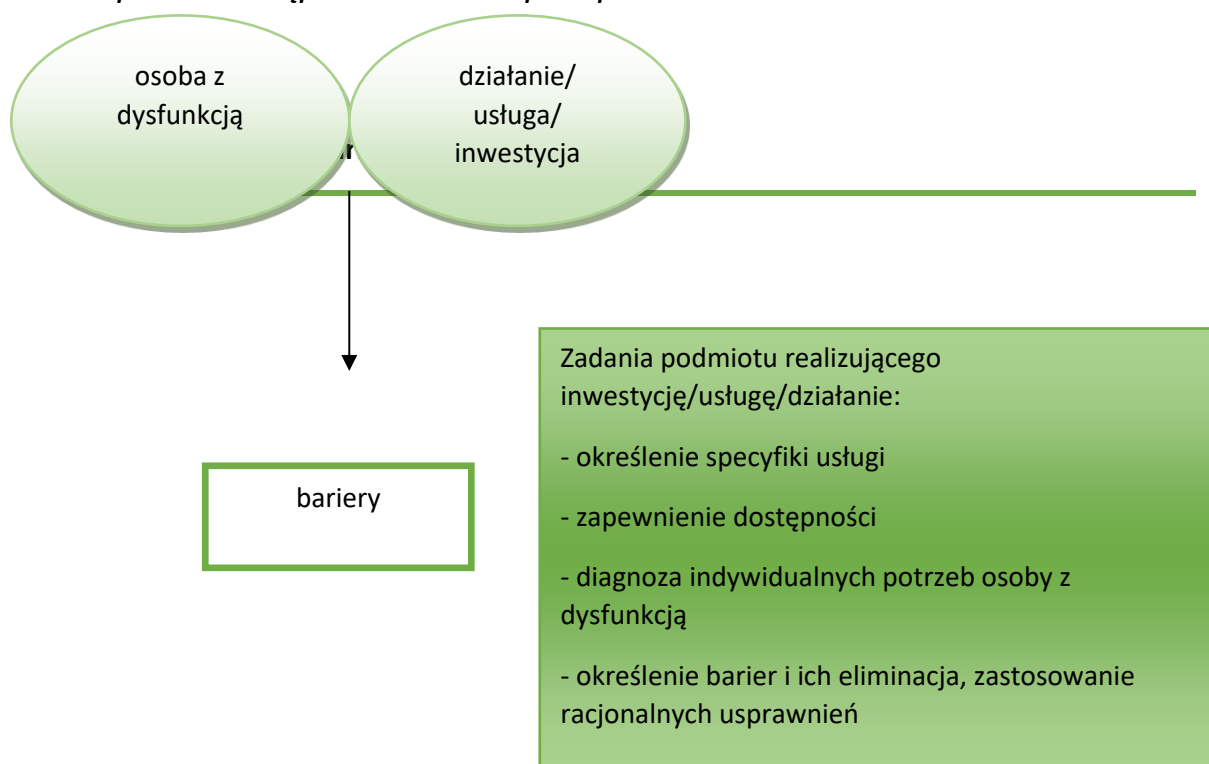 osoba z
dysfunkcją
działanie/
usługa/
inwestycja
bariery
Zadania podmiotu realizującego
inwestycję/usługę/działanie:
- określenie specyfiki usługi
- zapewnienie dostępności
- diagnoza indywidualnych potrzeb osoby z
dysfunkcją
- określenie barier i ich eliminacja, zastosowanie
racjonalnych usprawnień